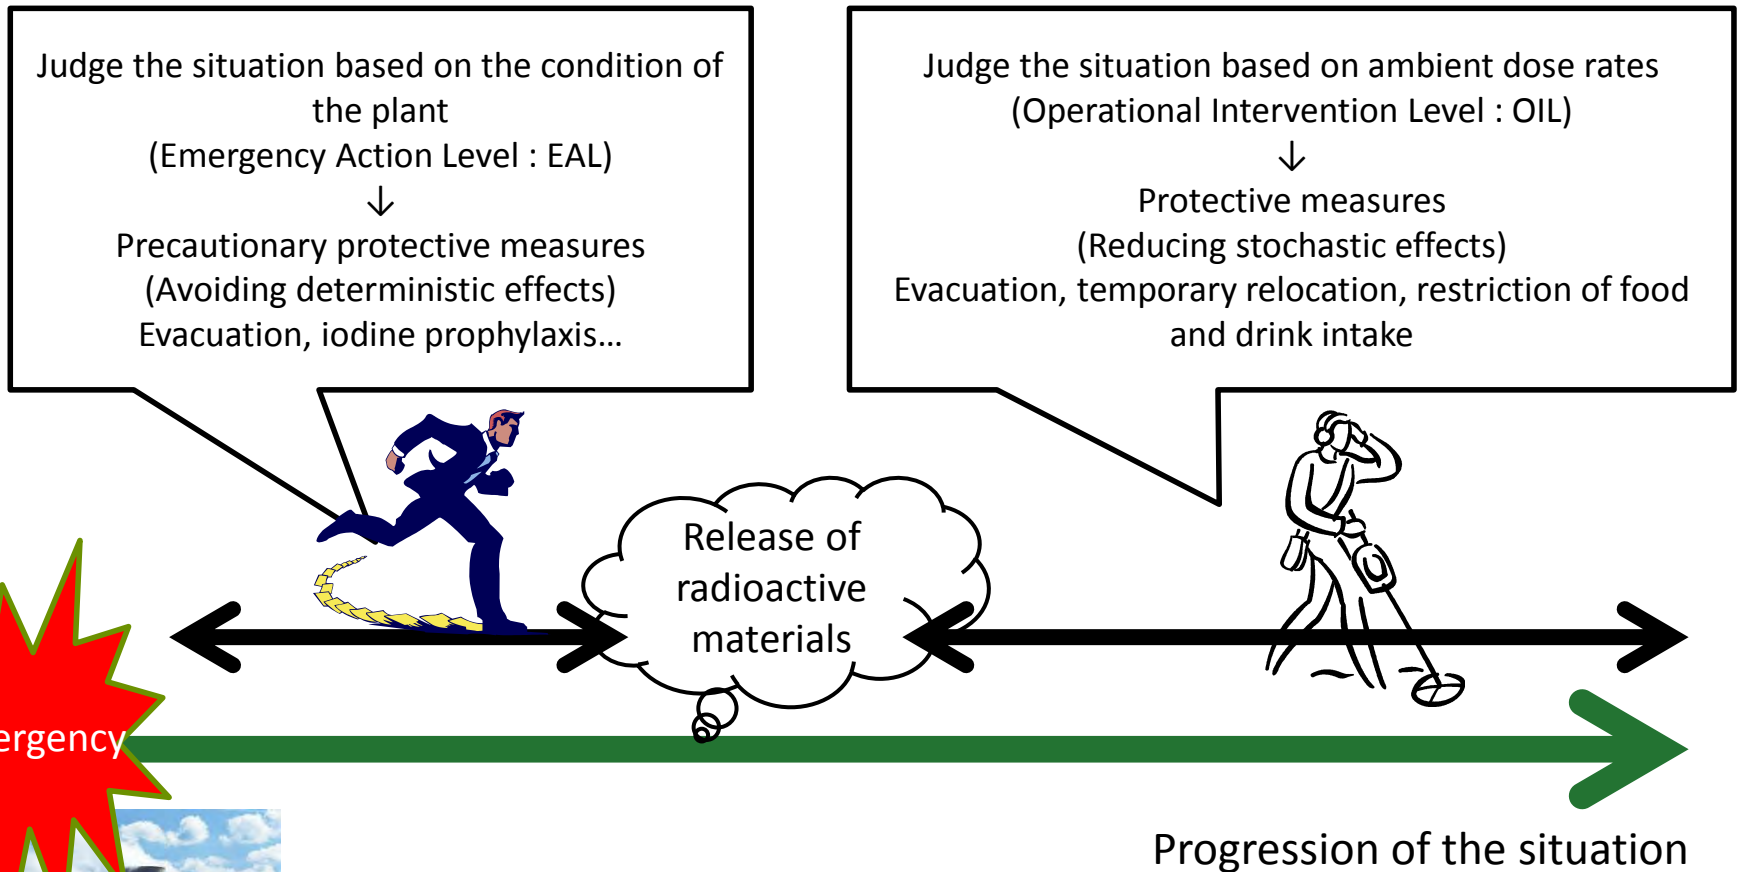 Judge the situation based on the condition of
the plant
(Emergency Action Level : EAL)
↓
Precautionary protective measures
(Avoiding deterministic effects)
Evacuation, iodine prophylaxis…
Judge the situation based on ambient dose rates
(Operational Intervention Level : OIL)
↓
Protective measures
(Reducing stochastic effects)
Evacuation, temporary relocation, restriction of food
and drink intake
Release of
radioactive
materials
ergency
Progression of the situation